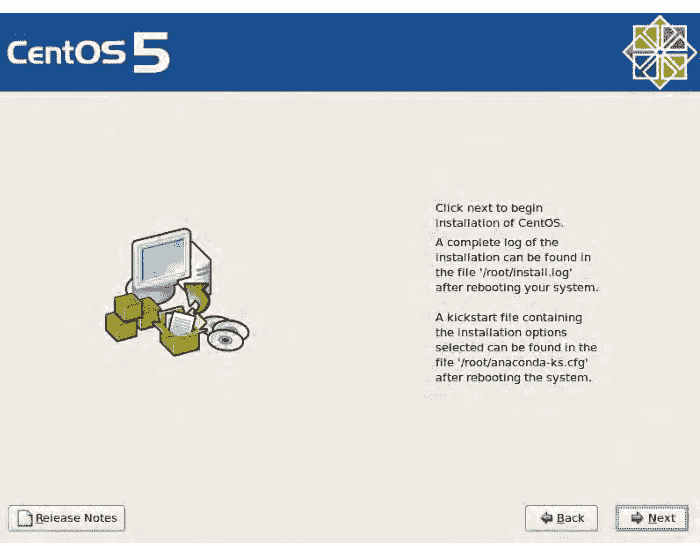 CentOS 5
Click next to begin
installation of CentOS.
A complete log of the
installation can be found in
the file '/root/install.log'
after rebooting your system.
A kickstart file containing
the installation options
selected can be found in the
file '/root/anaconda-ks.cfg'
after rebooting the system.
Release Notes
Back
Next